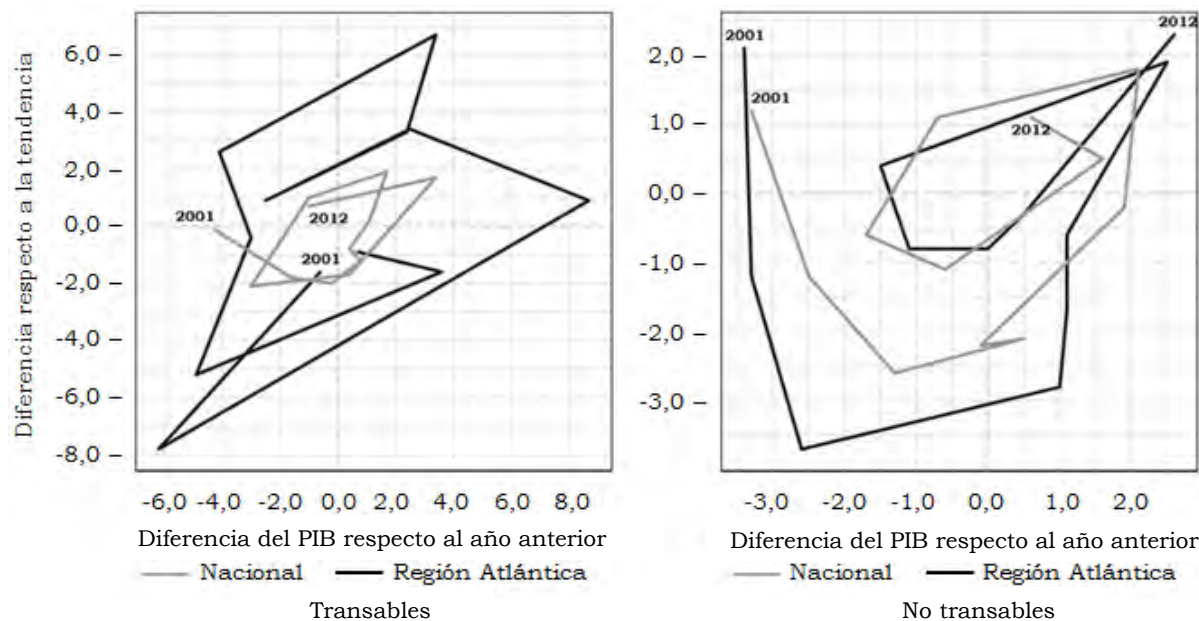 Diferencia respecto a la tendencia
6,0 –
4,0 –
2,0 –
0,0 –
-2,0 –
-4,0 –
-6,0 –
-8,0 –
2001
2012
2001
-6,0 -4,0 -2,0 0,0 2,0 4,0 6,0 8,0
Diferencia del PIB respecto al año anterior
Nacional Región Atlántica
Transables
2,0 –
1,0 –
0,0 –
-1,0 –
-2,0 –
-3,0 –
2012
2001
2001
2012
-3,0 -2,0 -1,0 0,0 1,0 2,0
Diferencia del PIB respecto al año anterior
Nacional Región Atlántica
No transables